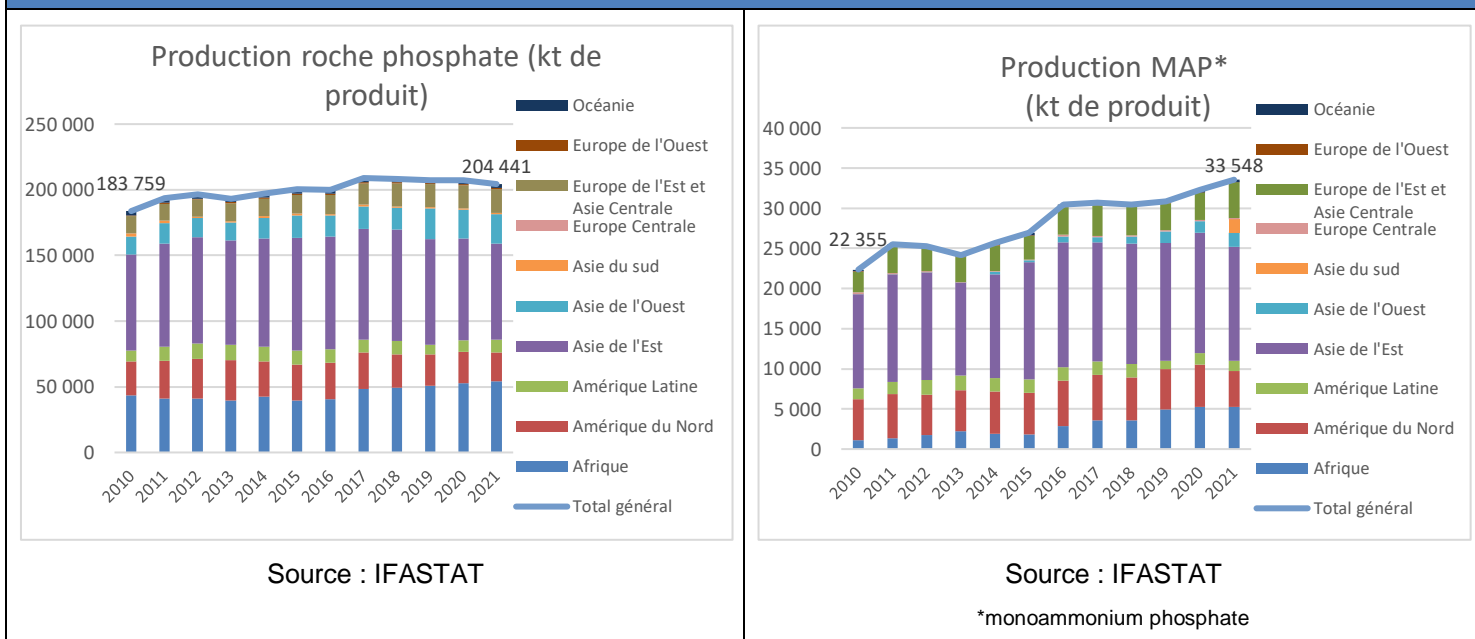 Production roche phosphate (kt de
produit)
250 000
200 000
150 000
100 000
50 000
0
183 759
204 441
2010
2011
2012
2013
2014
2015
2016
2017
2018
2019
2020
2021
Océanie
Europe de l'Ouest
Europe de l'Est et
Asie Centrale
Europe Centrale
Asie du sud
Asie de l'Ouest
Asie de l'Est
Amérique Latine
Amérique du Nord
Afrique
Total général
Source : IFASTAT
Production MAP*
(kt de produit)
40 000
35 000
30 000
25 000
20 000
15 000
10 000
5 000
0
22 355
33 548
2010
2011
2012
2013
2014
2015
2016
2017
2018
2019
2020
2021
Océanie
Europe de l'Ouest
Europe de l'Est et
Asie Centrale
Europe Centrale
Asie du sud
Asie de l'Ouest
Asie de l'Est
Amérique Latine
Amérique du Nord
Afrique
Total général
Source : IFASTAT
*monoammonium phosphate